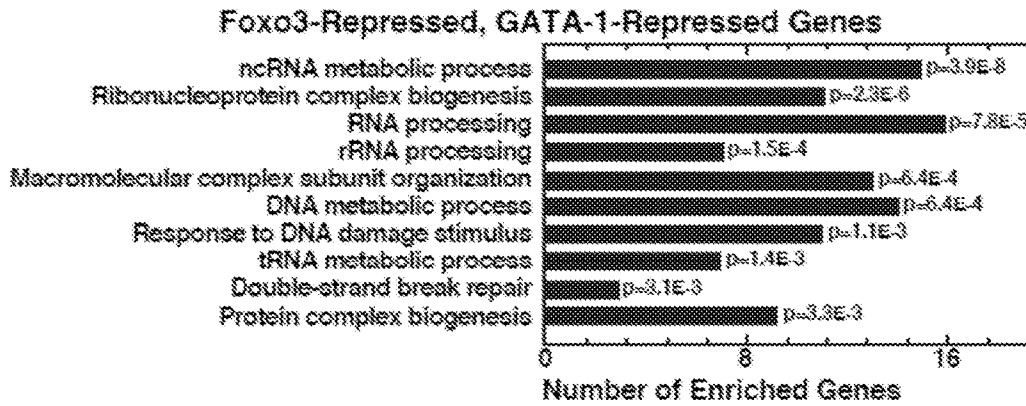 Foxo3-Repressed, GATA-1-Repressed Genes
ncRNA metabolic process p=3.9E-8
Ribonucleoprotein complex biogenesis p=2.3E-6
RNA processing p=7.8E-5
rRNA processing p=1.5E-4
Macromolecular complex subunit organization p=6.4E-4
DNA metabolic process p=6.4E-4
Response to DNA damage stimulus p=1.1E-3
tRNA metabolic process p=1.4E-3
Double-strand break repair p=3.1E-3
Protein complex biogenesis p=3.3E-3
0 8 16
Number of Enriched Genes